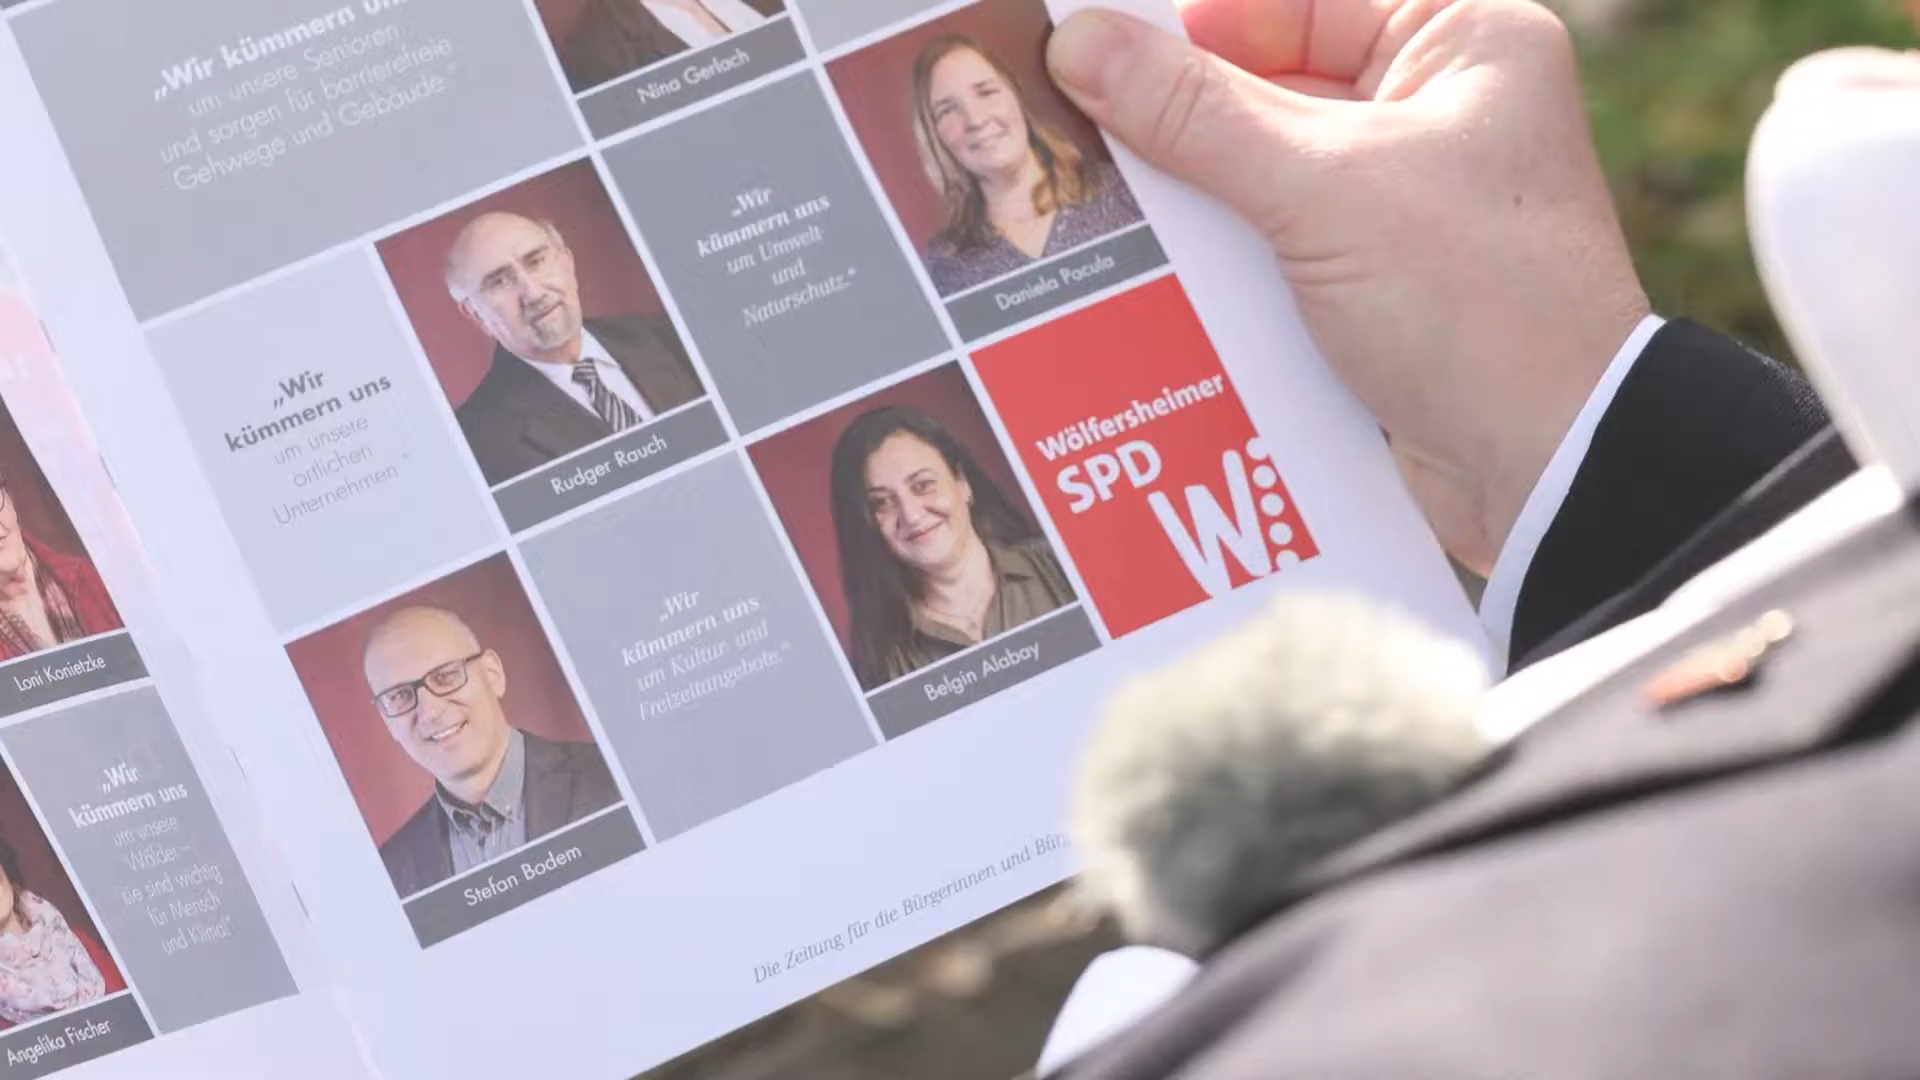 „Wir kümmern uns
um unsere Senioren
und sorgen für barrierefreie
Gehwege und Gebäude.“
Nina Gerlach
„Wir
kümmern uns
um Umwelt-
und
Naturschutz.“
Daniela Pacula
„Wir
kümmern uns
um unsere
örtlichen
Unternehmen.“
Rüdger Rauch
Wölfersheimer
SPD
W
Stefan Bodem
„Wir
kümmern uns
um Kultur und
Freizeitangebote.“
Belgin Alabay
Loni Konietzke
„Wir
kümmern uns
um unsere
Wälder –
sie sind wichtig
für Mensch
und Klima!“
Angelika Fischer
Die Zeitung für die Bürgerinnen und